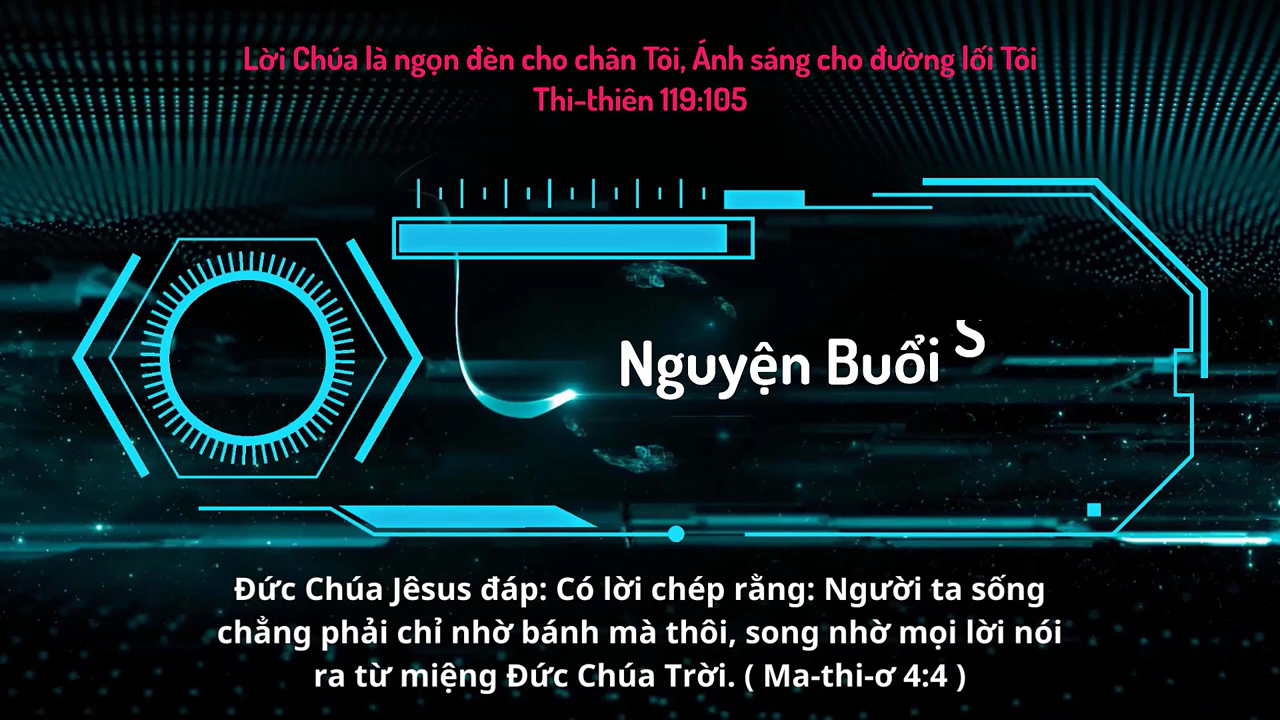 Lời Chúa là ngọn đèn cho chân Tôi, Ánh sáng cho đường lối Tôi
Thi-thiên 119:105
Nguyện Buổi S
Đức Chúa Jêsus đáp: Có lời chép rằng: Người ta sống
chẳng phải chỉ nhờ bánh mà thôi, song nhờ mọi lời nói
ra từ miệng Đức Chúa Trời. ( Ma-thi-ơ 4:4 )